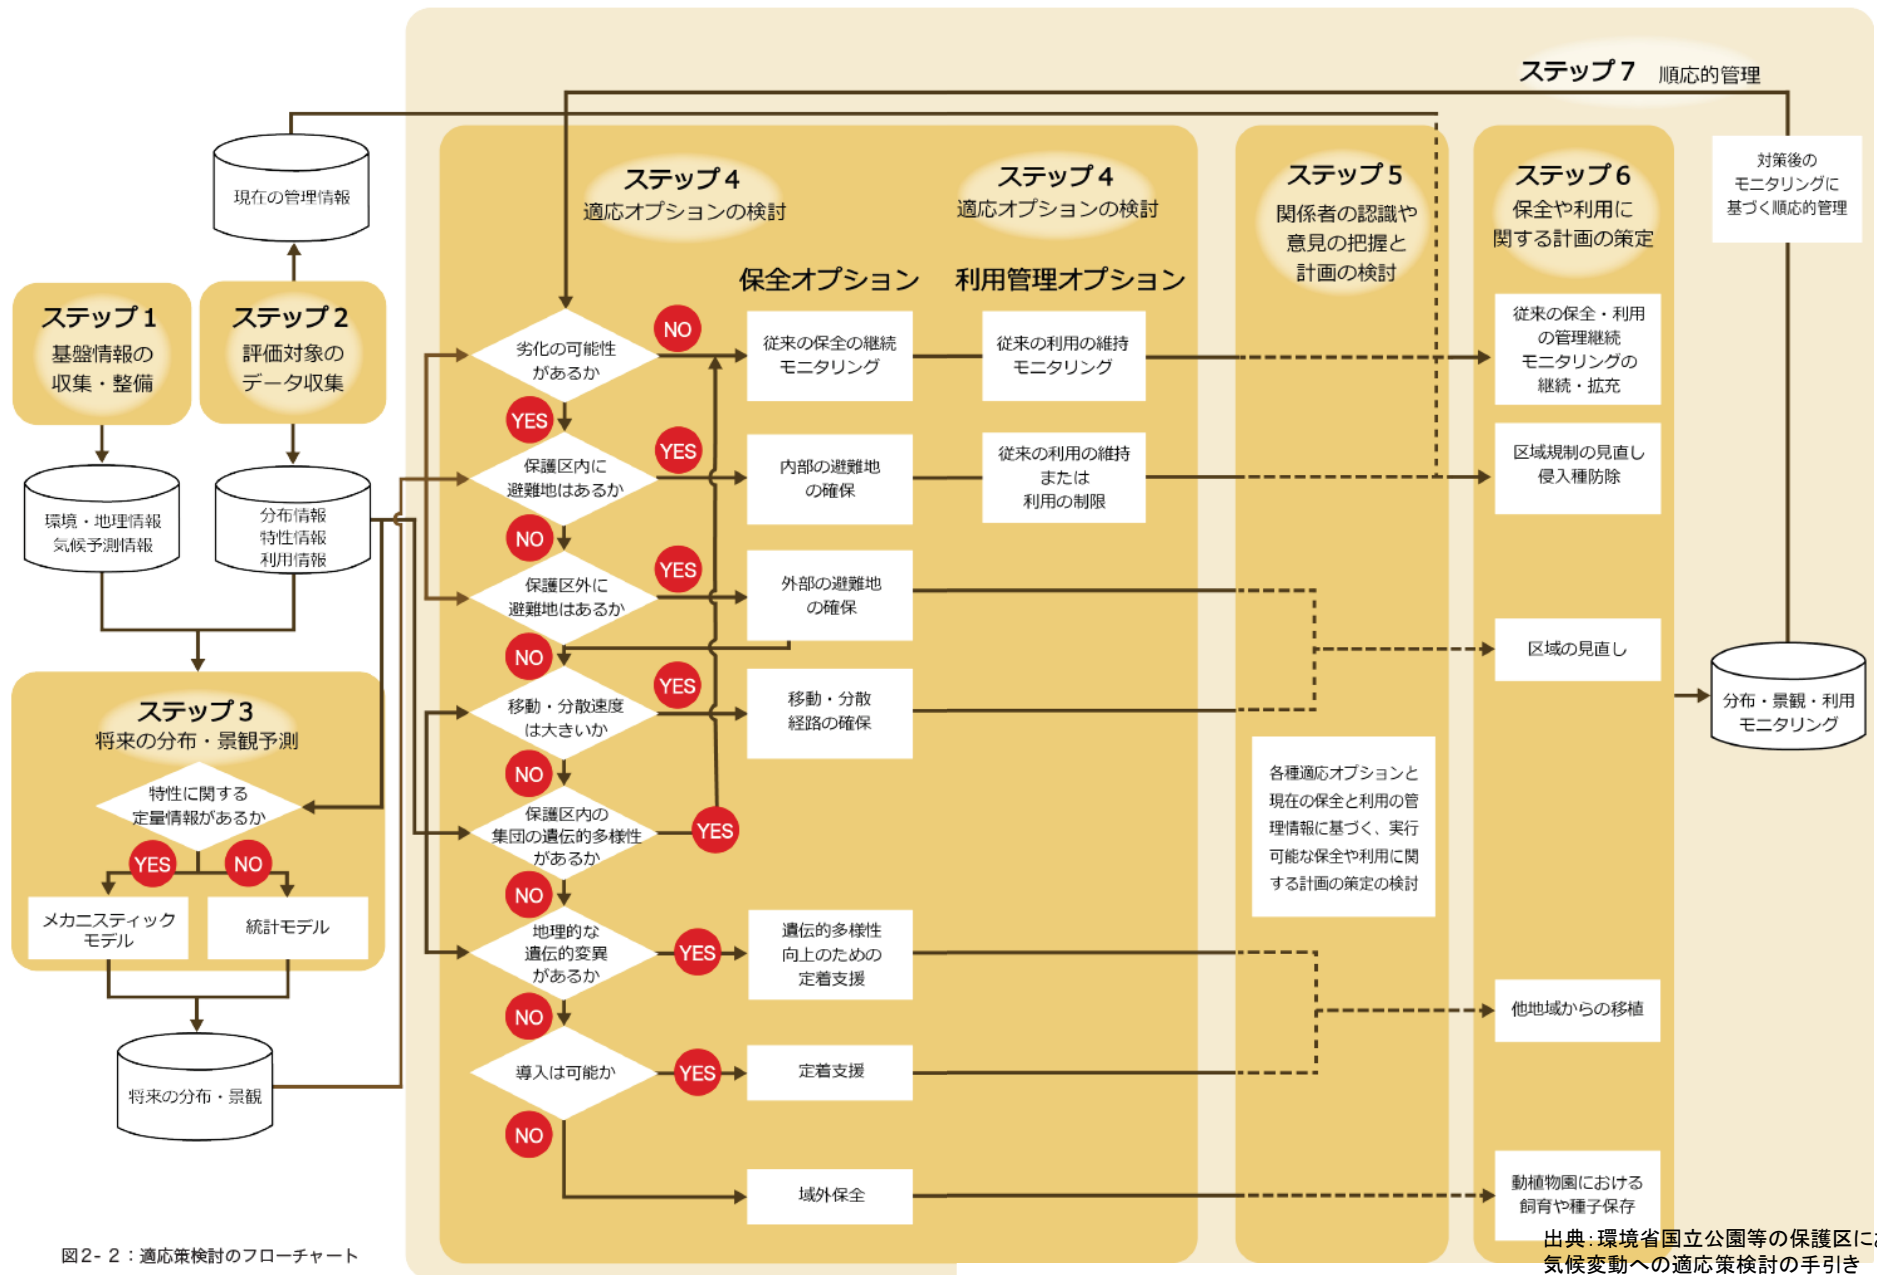 ステップ7 順応的管理
対策後の
モニタリングに
基づく順応的管理
現在の管理情報
ステップ1
基盤情報の
収集・整備
ステップ2
評価対象の
データ収集
環境・地理情報
気候予測情報
分布情報
特性情報
利用情報
ステップ3
将来の分布・景観予測
特性に関する
定量情報があるか
YES
NO
メカニスティック
モデル
統計モデル
将来の分布・景観
ステップ4
適応オプションの検討
ステップ4
適応オプションの検討
保全オプション
利用管理オプション
劣化の可能性
があるか
NO
従来の保全の継続
モニタリング
従来の利用の維持
モニタリング
YES
保護区内に
避難地はあるか
YES
内部の避難地
の確保
従来の利用の維持
または
利用の制限
NO
保護区外に
避難地はあるか
YES
外部の避難地
の確保
NO
移動・分散速度
は大きいか
YES
移動・分散
経路の確保
NO
保護区内の
集団の遺伝的多様性
があるか
YES
NO
地理的な
遺伝的変異
があるか
YES
遺伝的多様性
向上のための
定着支援
NO
導入は可能か
YES
定着支援
NO
域外保全
ステップ5
関係者の認識や
意見の把握と
計画の検討
各種適応オプションと
現在の保全と利用の管
理情報に基づく、実行
可能な保全や利用に関
する計画の策定の検討
ステップ6
保全や利用に
関する計画の策定
従来の保全・利用
の管理継続
モニタリングの
継続・拡充
区域規制の見直し
侵入種防除
区域の見直し
他地域からの移植
動植物園における
飼育や種子保存
分布・景観・利用
モニタリング
図2-2：適応策検討のフローチャート
出典：環境省国立公園等の保護区に
気候変動への適応策検討の手引き